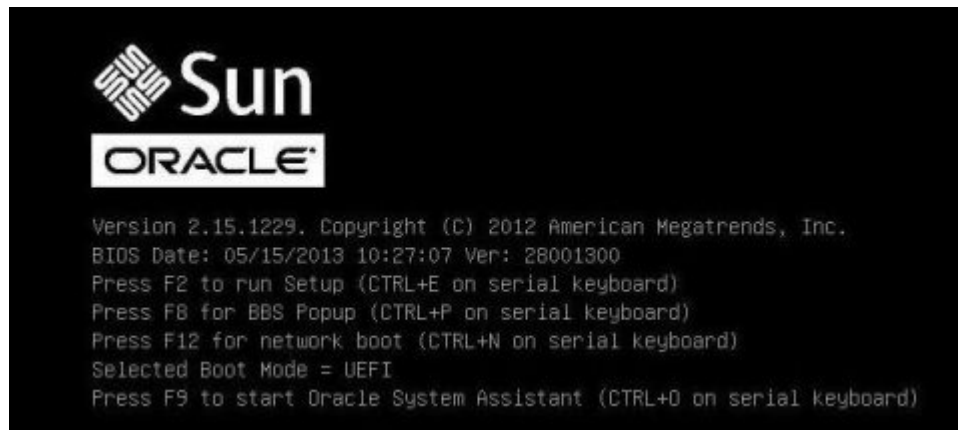 Sun
ORACLE
Version 2.15.1229. Copyright (C) 2012 American Megatrends, Inc.
BIOS Date: 05/15/2013 10:27:07 Ver: 28001300
Press F2 to run Setup (CTRL+E on serial keyboard)
Press F8 for BBS Popup (CTRL+P on serial keyboard)
Press F12 for network boot (CTRL+N on serial keyboard)
Selected Boot Mode = UEFI
Press F9 to start Oracle System Assistant (CTRL+O on serial keyboard)